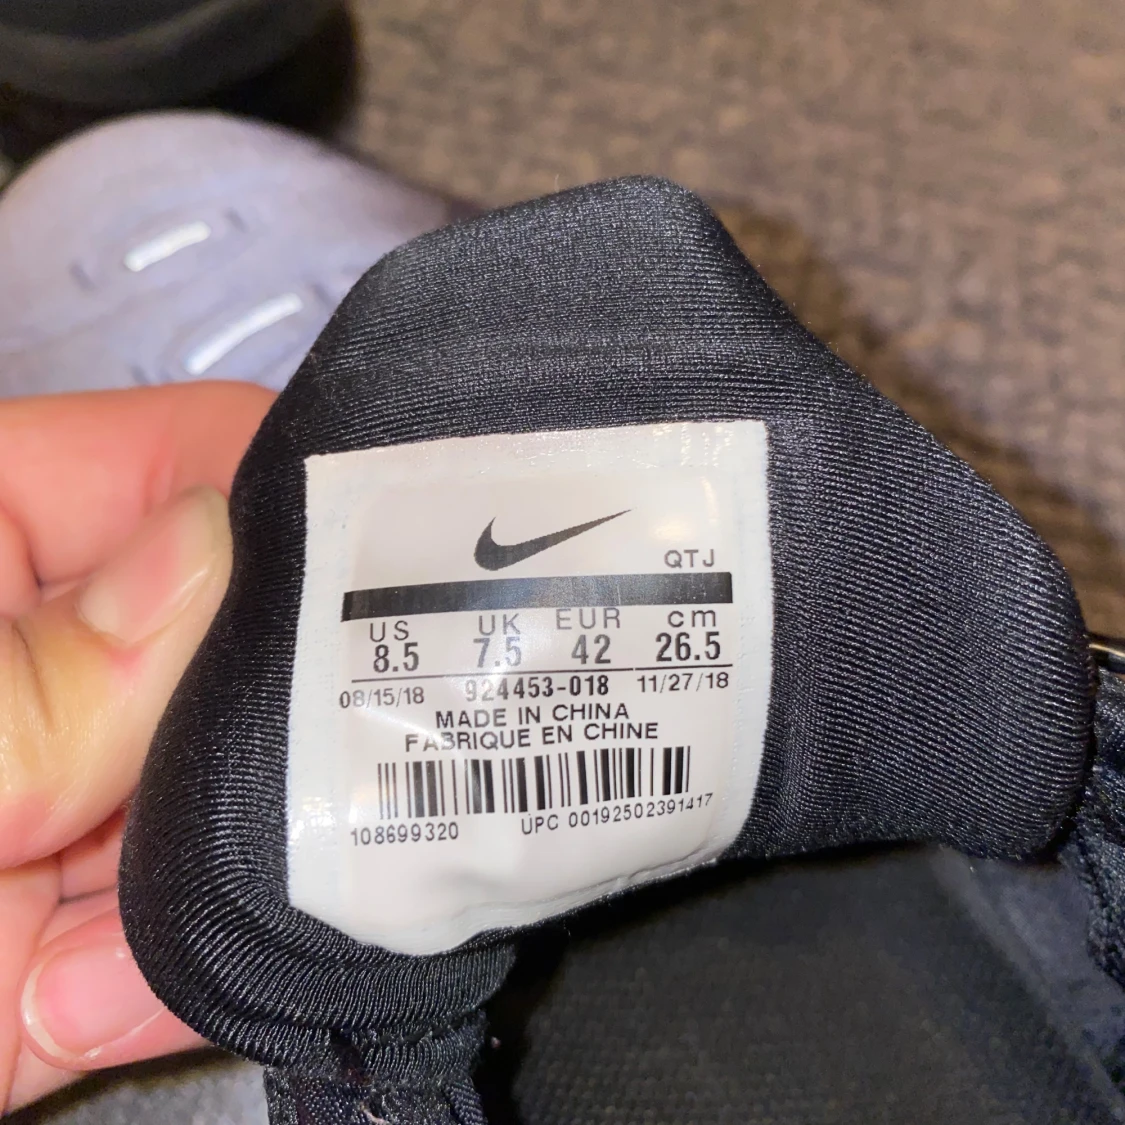 QTJ
US UK EUR cm
8.5 7.5 42 26.5
08/15/18 924453-018 11/27/18
MADE IN CHINA
FABRIQUE EN CHINE
108699320 UPC 00192502391417